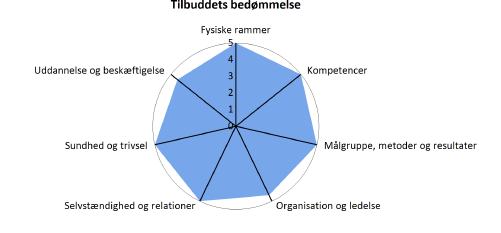 Tilbuddets bedømmelse
Fysiske rammer
5
Uddannelse og beskæftigelse
4
Kompetencer
3
2
1
0
Sundhed og trivsel
Målgruppe, metoder og resultater
Selvstændighed og relationer
Organisation og ledelse